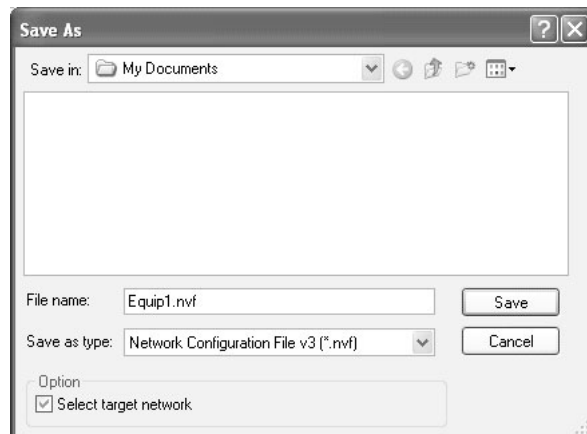 Save As
Save in: My Documents
File name: Equip1.nvf Save
Save as type: Network Configuration File v3 (*.nvf) Cancel
Option
Select target network